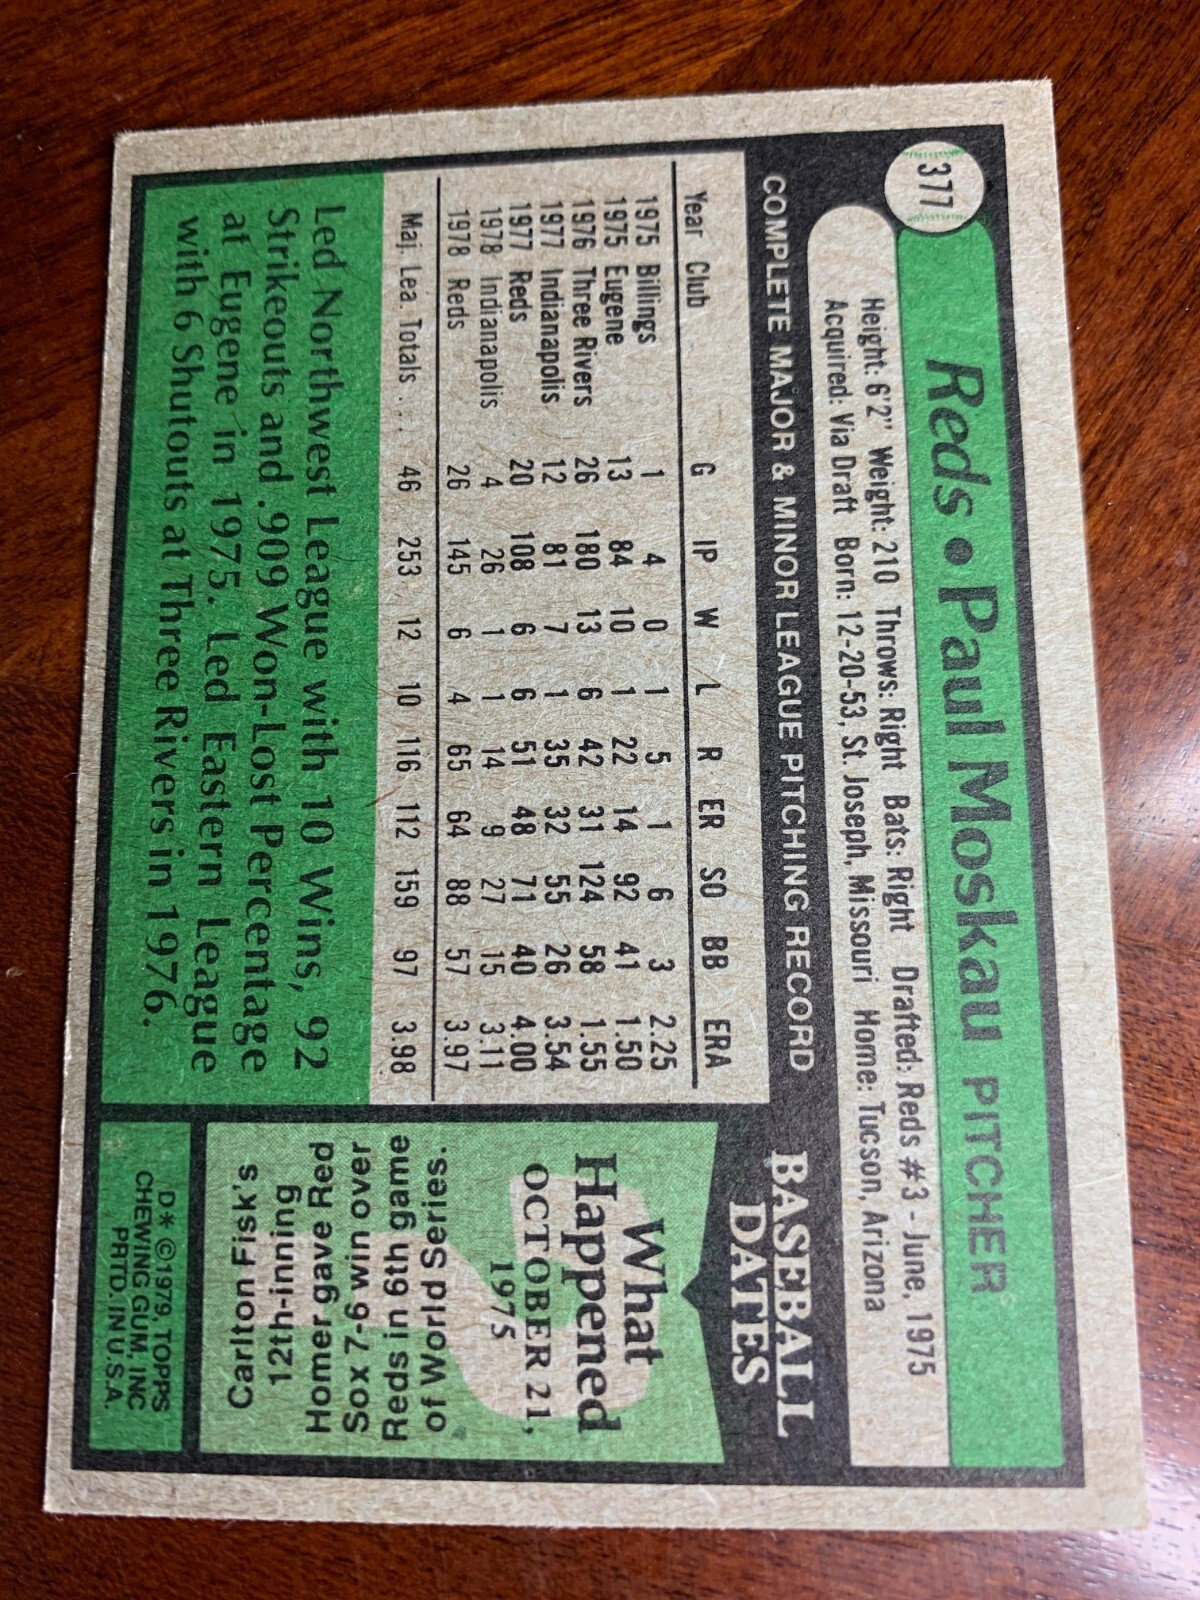 377
Reds • Paul Moskau PITCHER
Height: 6'2" Weight: 210 Throws: Right Bats: Right Drafted: Reds #3 - June, 1975
Acquired: Via Draft Born: 12-20-53, St. Joseph, Missouri Home: Tucson, Arizona
COMPLETE MAJOR & MINOR LEAGUE PITCHING RECORD
Year Club G IP W L R ER SO BB ERA
1975 Billings 1 4 0 1 5 1 6 3 2.25
1975 Eugene 13 84 10 1 22 14 92 41 1.50
1976 Three Rivers 26 180 13 6 42 31 124 58 1.55
1977 Indianapolis 12 81 7 1 35 32 55 26 3.54
1977 Reds 20 108 6 6 51 48 71 40 4.00
1978 Indianapolis 4 26 1 1 14 9 27 15 3.11
1978 Reds 26 145 6 4 65 64 88 57 3.97
Maj. Lea. Totals . . . 46 253 12 10 116 112 159 97 3.98
Led Northwest League with 10 Wins, 92
Strikeouts and .909 Won-Lost Percentage
at Eugene in 1975. Led Eastern League
with 6 Shutouts at Three Rivers in 1976.
BASEBALL
DATES
What
Happened
OCTOBER 21,
1975
Carlton Fisk's
12th-inning
Homer gave Red
Sox 7-6 win over
Reds in 6th game
of World Series.
D* ©1979, TOPPS
CHEWING GUM, INC
PRTD. IN U.S.A.